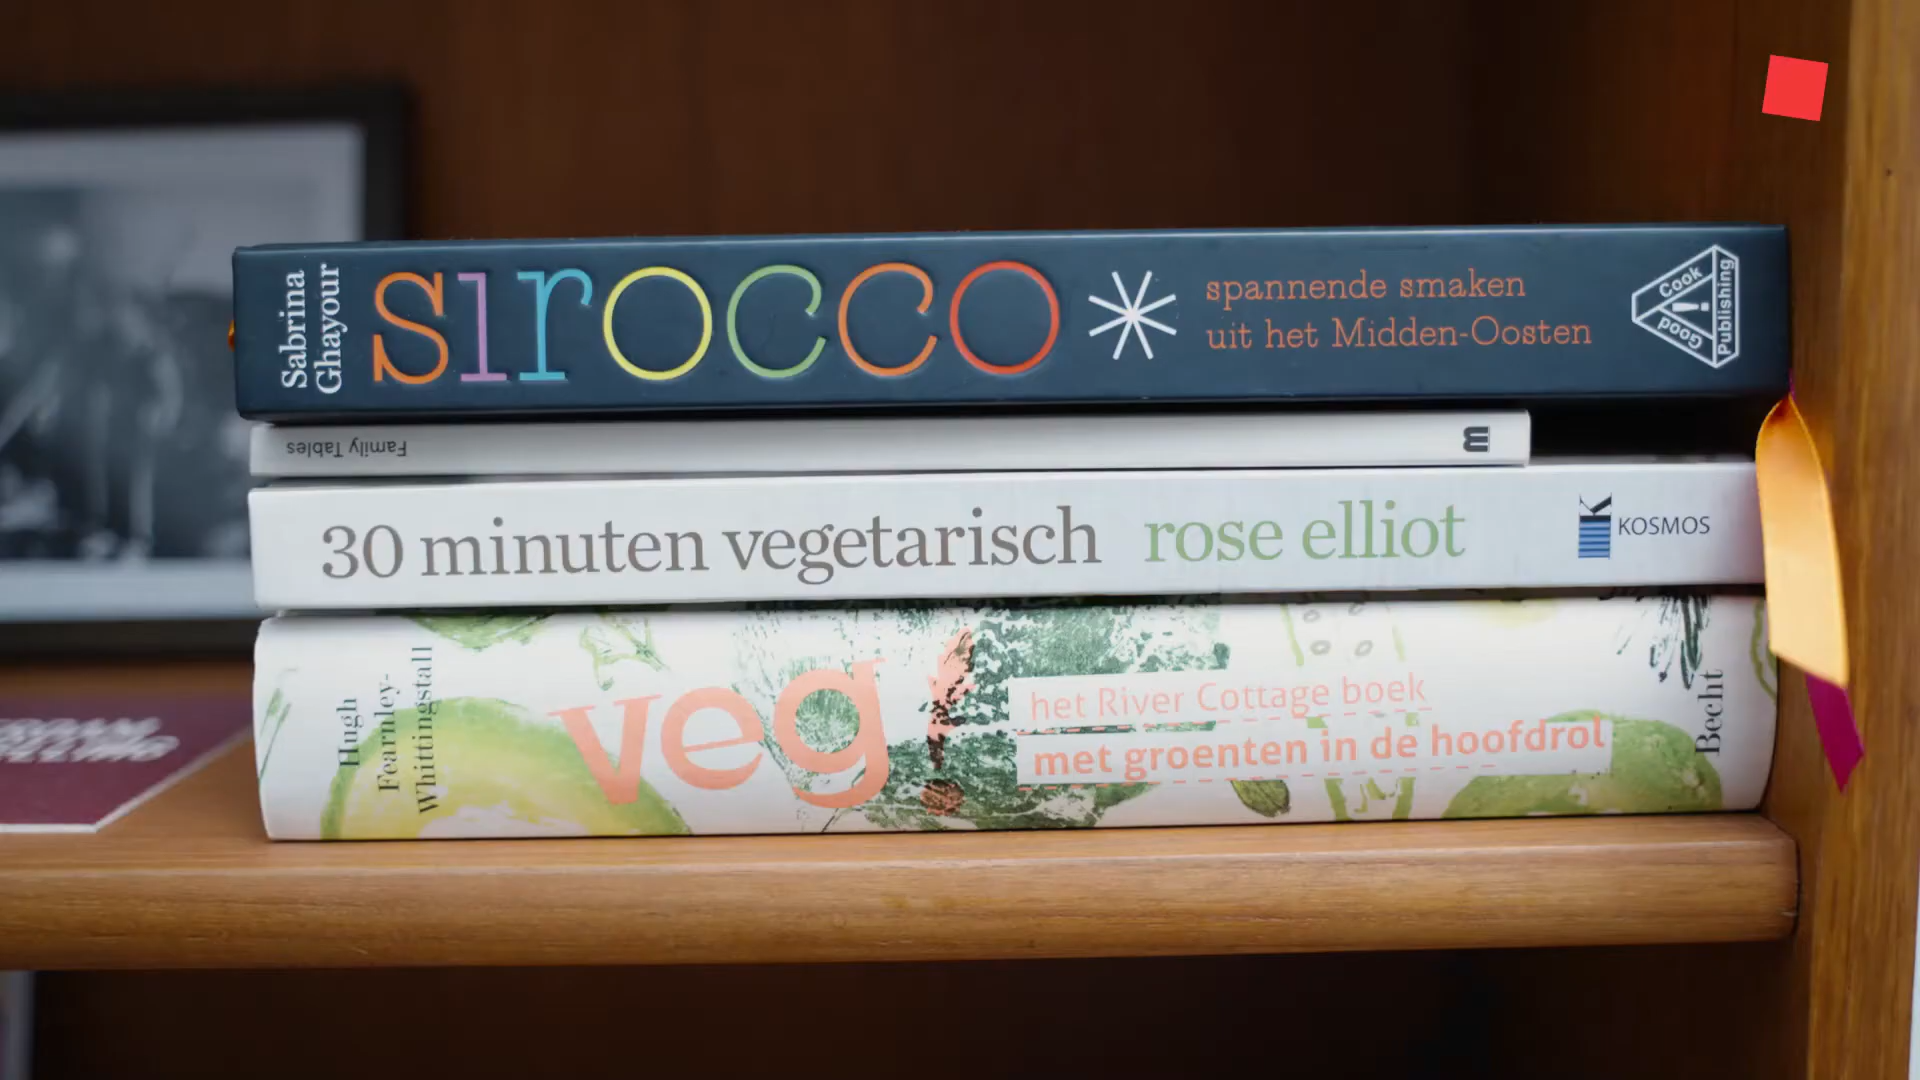 Sabrina
Ghayour
sirocco
spannende smaken
uit het Midden-Oosten
Good
Cook
Publishing
Family Tables
m
30 minuten vegetarisch rose elliot
K
KOSMOS
Hugh
Fearnley-
Whittingstall
veg
het River Cottage boek
met groenten in de hoofdrol
Becht